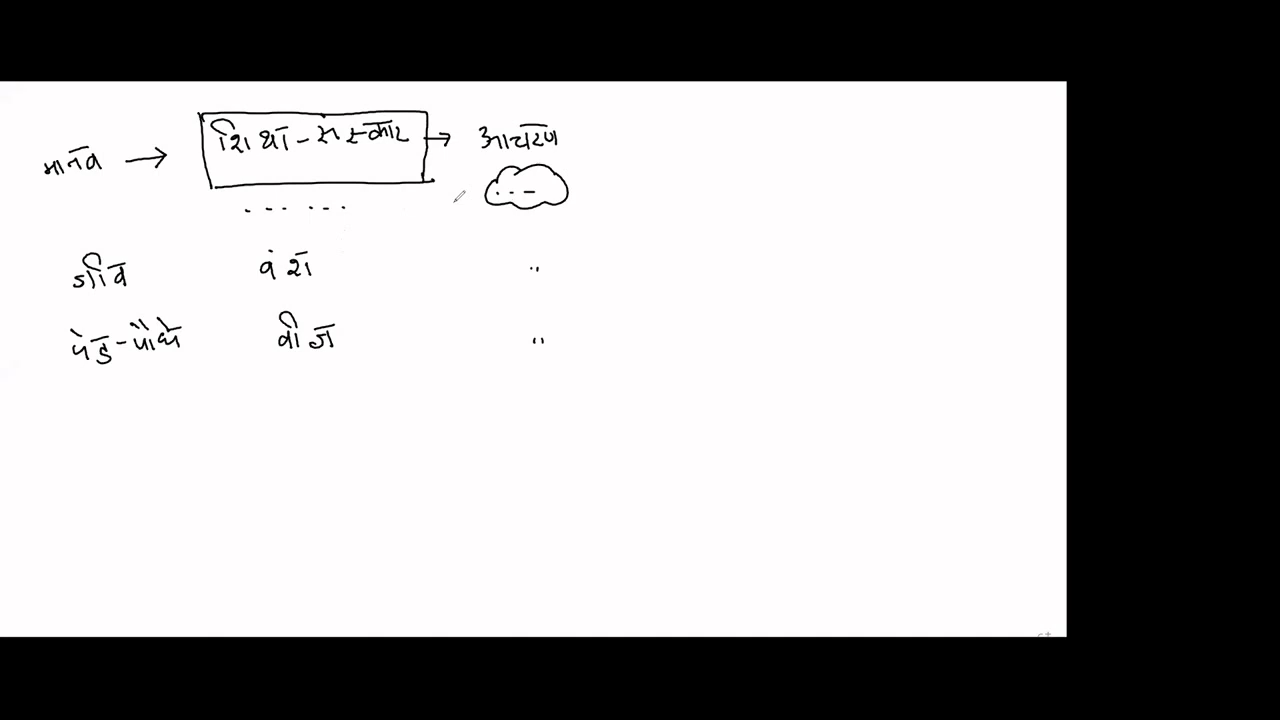 मानव → शिक्षा - संस्कार → आचरण
..- ..-
जीव वंश "
पेड़-पौधे बीज "